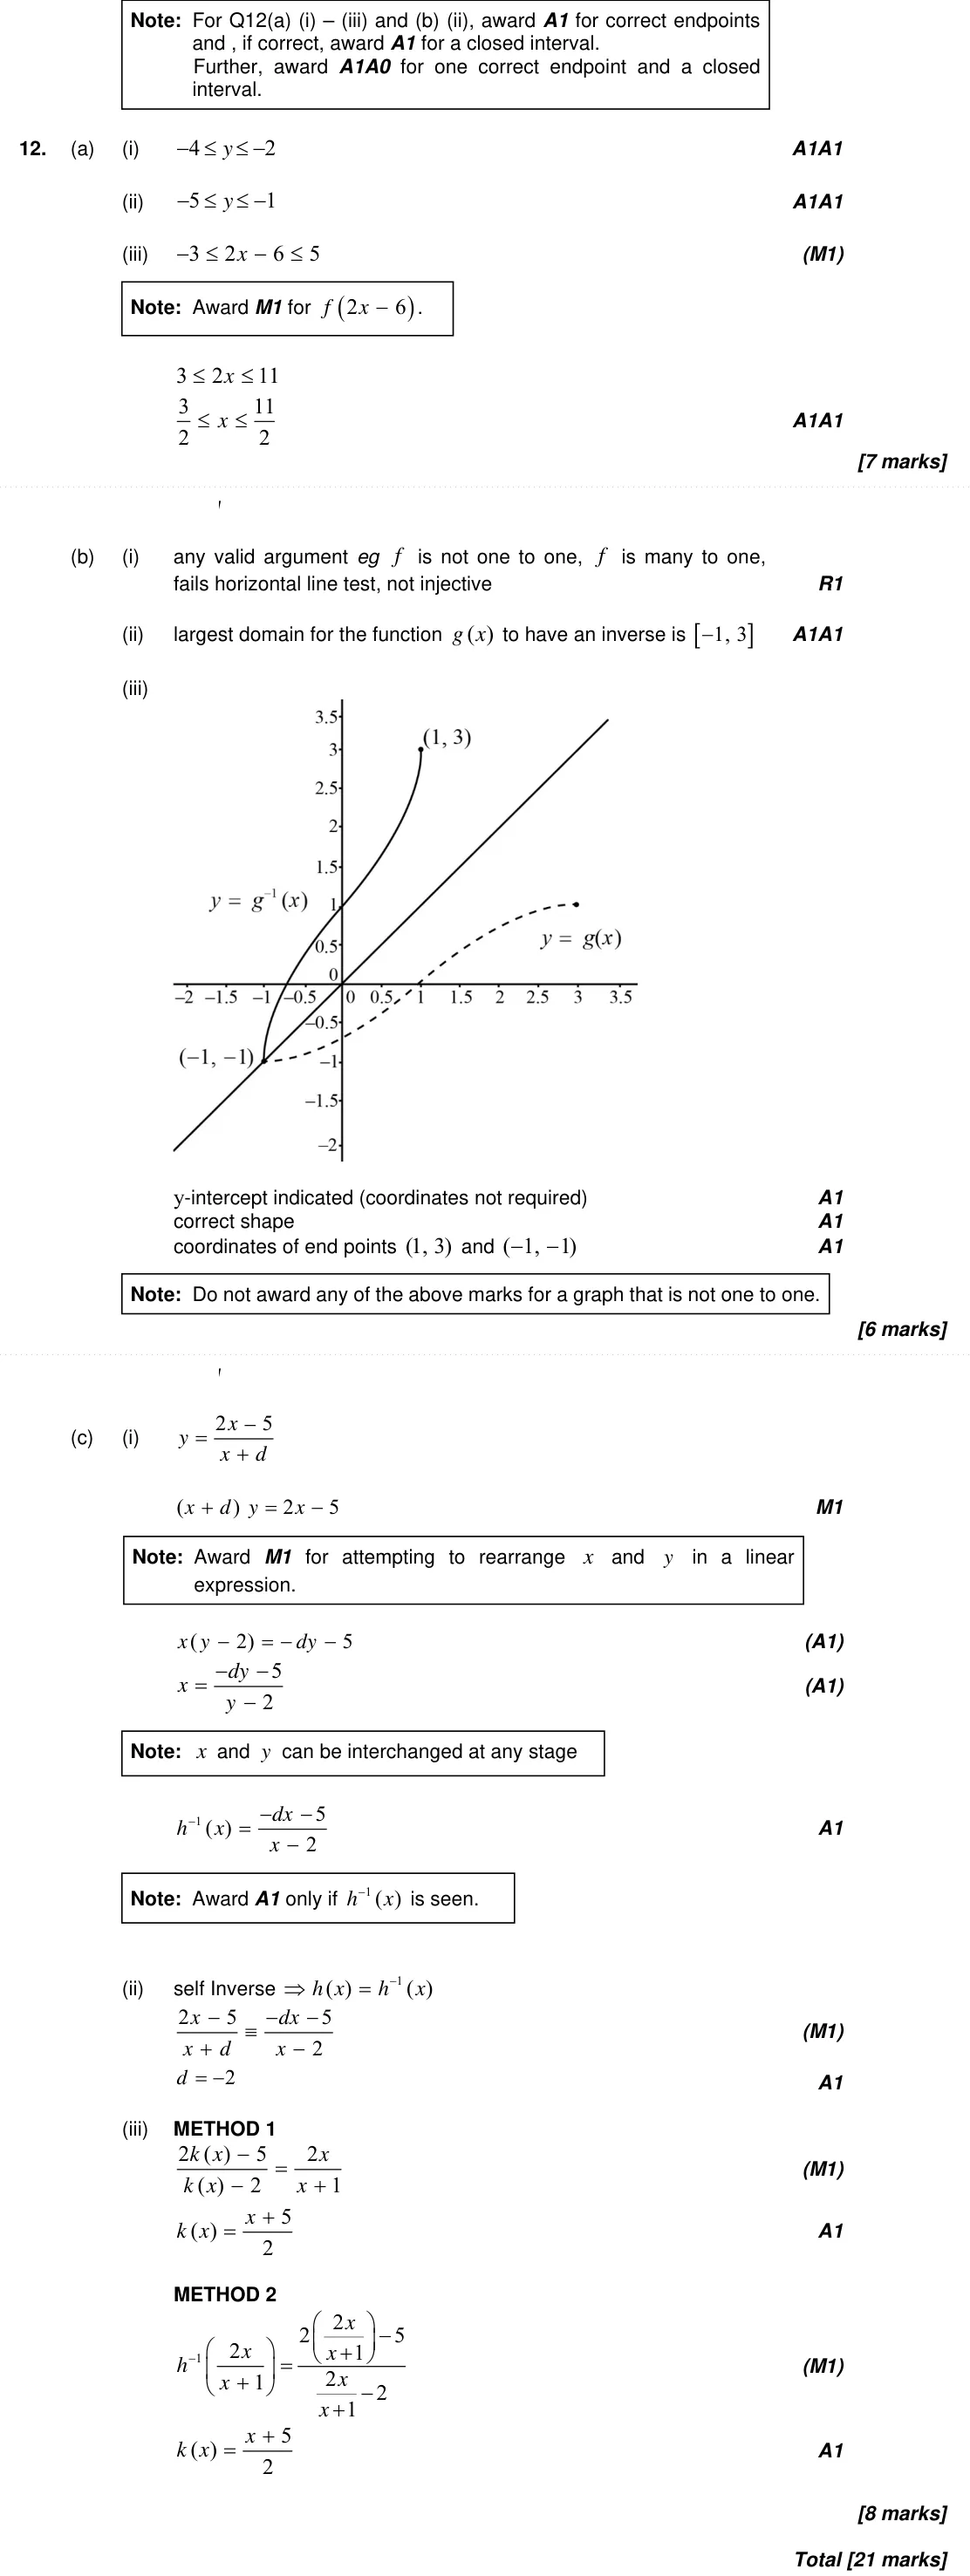 Note: For Q12(a) (i) – (iii) and (b) (ii), award A1 for correct endpoints
and , if correct, award A1 for a closed interval.
Further, award A1A0 for one correct endpoint and a closed
interval.
12. (a) (i) −4 ≤ y ≤ −2 A1A1
(ii) −5 ≤ y ≤ −1 A1A1
(iii) −3 ≤ 2x − 6 ≤ 5 (M1)
Note: Award M1 for f(2x − 6).
3 ≤ 2x ≤ 11
3/2 ≤ x ≤ 11/2 A1A1
[7 marks]
(b) (i) any valid argument eg f is not one to one, f is many to one,
fails horizontal line test, not injective R1
(ii) largest domain for the function g(x) to have an inverse is [−1, 3] A1A1
(iii)
3.5
(1, 3)
3
2.5
2
1.5
y = g⁻¹(x) 1
0.5 y = g(x)
0
−2 −1.5 −1 −0.5 0 0.5 1 1.5 2 2.5 3 3.5
−0.5
(−1, −1) −1
−1.5
−2
y-intercept indicated (coordinates not required) A1
correct shape A1
coordinates of end points (1, 3) and (−1, −1) A1
Note: Do not award any of the above marks for a graph that is not one to one.
[6 marks]
(c) (i) y = (2x − 5)/(x + d)
(x + d) y = 2x − 5 M1
Note: Award M1 for attempting to rearrange x and y in a linear
expression.
x(y − 2) = −dy − 5 (A1)
x = (−dy − 5)/(y − 2) (A1)
Note: x and y can be interchanged at any stage
h⁻¹(x) = (−dx − 5)/(x − 2) A1
Note: Award A1 only if h⁻¹(x) is seen.
(ii) self Inverse ⇒ h(x) = h⁻¹(x)
(2x − 5)/(x + d) ≡ (−dx − 5)/(x − 2) (M1)
d = −2 A1
(iii) METHOD 1
(2k(x) − 5)/(k(x) − 2) = 2x/(x + 1) (M1)
k(x) = (x + 5)/2 A1
METHOD 2
h⁻¹(2x/(x + 1)) = (2(2x/(x+1)) − 5)/(2x/(x+1) − 2) (M1)
k(x) = (x + 5)/2 A1
[8 marks]
Total [21 marks]